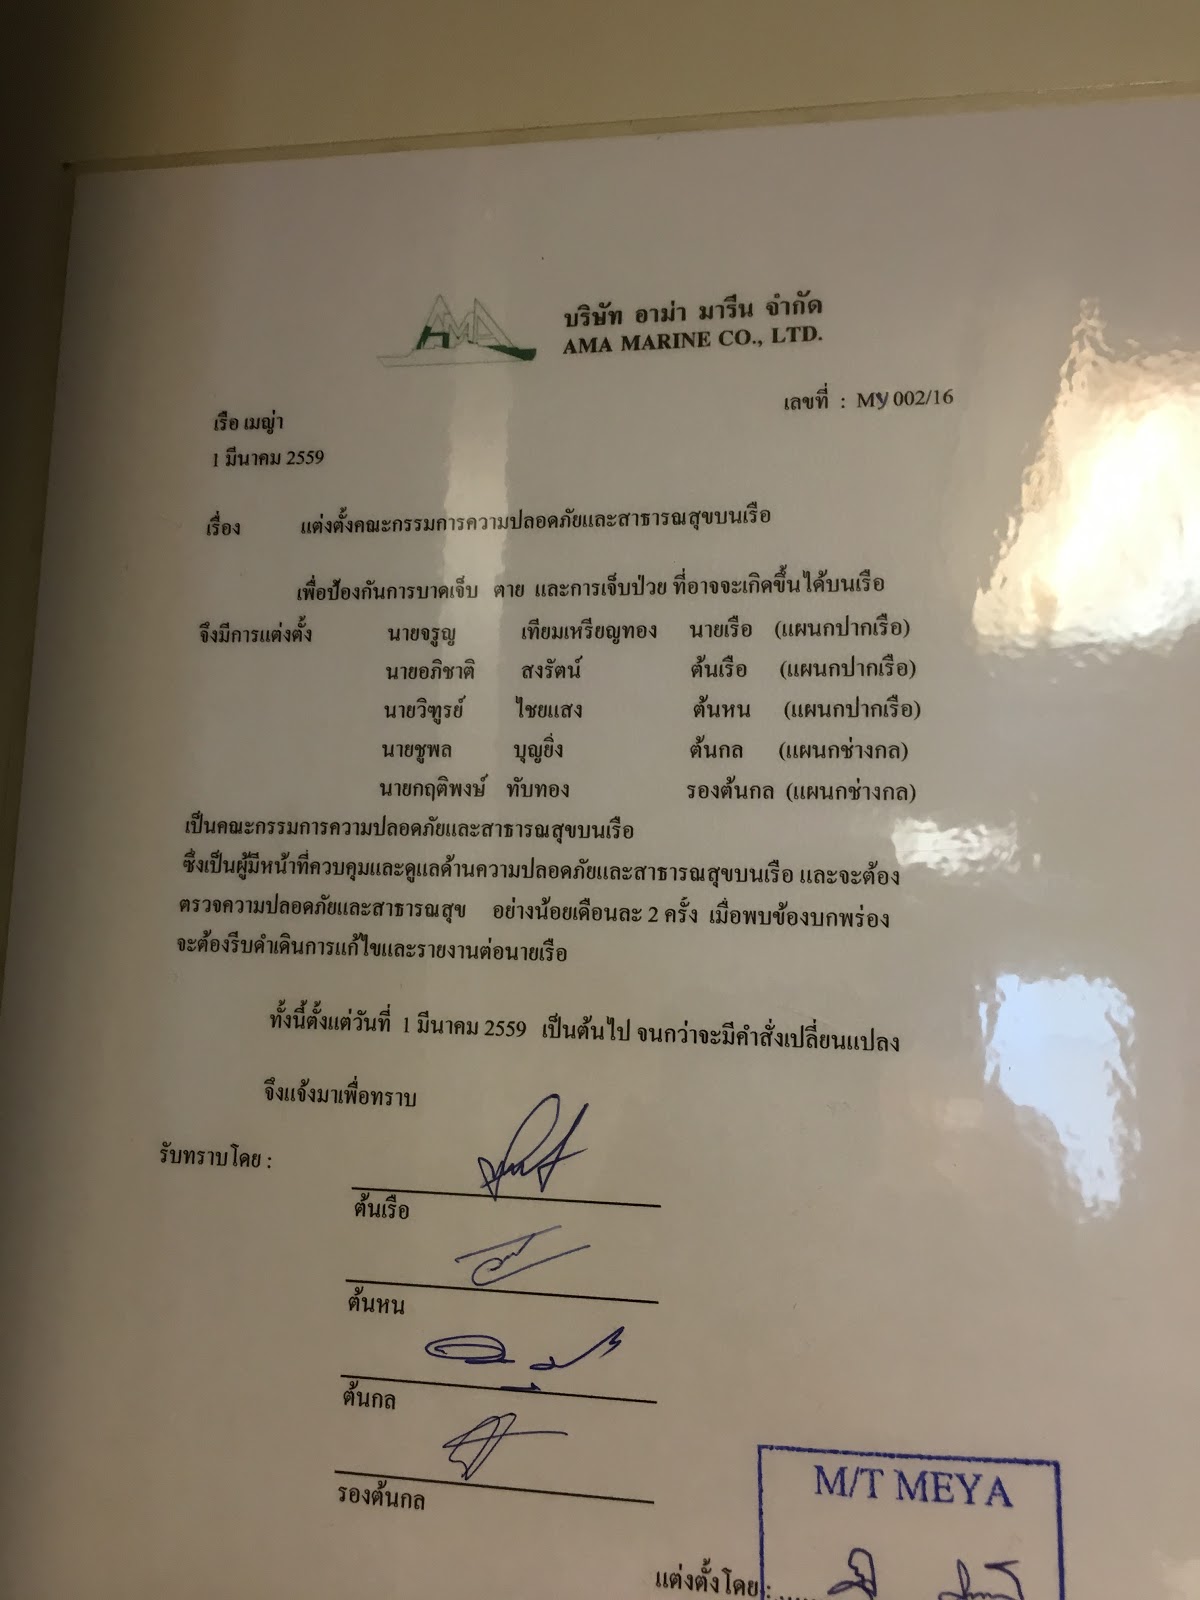 AMA
บริษัท อาม่า มารีน จำกัด
AMA MARINE CO., LTD.
เลขที่ : MY 002/16
เรือ เมญ่า
1 มีนาคม 2559
เรื่อง แต่งตั้งคณะกรรมการความปลอดภัยและสาธารณสุขบนเรือ
เพื่อป้องกันการบาดเจ็บ ตาย และการเจ็บป่วย ที่อาจจะเกิดขึ้นได้บนเรือ
จึงมีการแต่งตั้ง นายจรูญ เทียมเหรียญทอง นายเรือ (แผนกปากเรือ)
นายอภิชาติ สงรัตน์ ต้นเรือ (แผนกปากเรือ)
นายวิฑูรย์ ไชยแสง ต้นหน (แผนกปากเรือ)
นายชูพล บุญยิ่ง ต้นกล (แผนกช่างกล)
นายกฤติพงษ์ ทับทอง รองต้นกล (แผนกช่างกล)
เป็นคณะกรรมการความปลอดภัยและสาธารณสุขบนเรือ
ซึ่งเป็นผู้มีหน้าที่ควบคุมและดูแลด้านความปลอดภัยและสาธารณสุขบนเรือ และจะต้อง
ตรวจความปลอดภัยและสาธารณสุข อย่างน้อยเดือนละ 2 ครั้ง เมื่อพบข้องบกพร่อง
จะต้องรีบดำเดินการแก้ไขและรายงานต่อนายเรือ
ทั้งนี้ตั้งแต่วันที่ 1 มีนาคม 2559 เป็นต้นไป จนกว่าจะมีคำสั่งเปลี่ยนแปลง
จึงแจ้งมาเพื่อทราบ
รับทราบโดย :
ต้นเรือ
ต้นหน
ต้นกล
รองต้นกล
M/T MEYA
แต่งตั้งโดย :